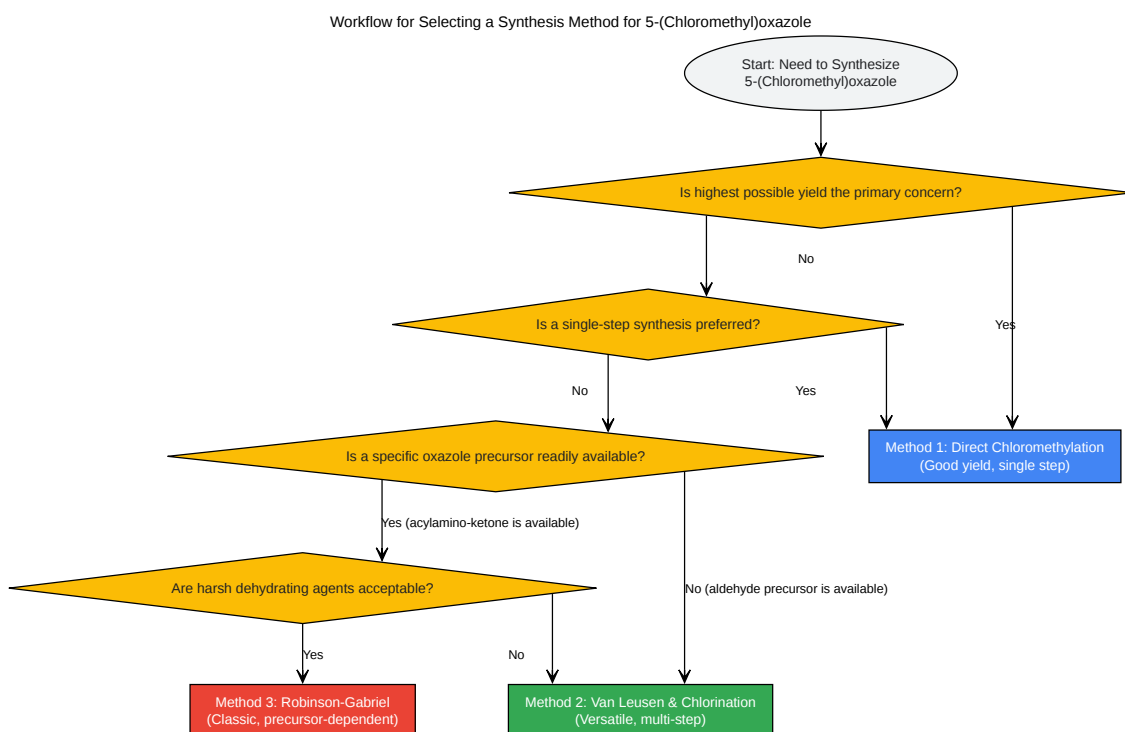 Workflow for Selecting a Synthesis Method for 5-(Chloromethyl)oxazole
Start: Need to Synthesize
5-(Chloromethyl)oxazole
Is highest possible yield the primary concern?
No
Is a single-step synthesis preferred?
Yes
No
Yes
Is a specific oxazole precursor readily available?
Method 1: Direct Chloromethylation
(Good yield, single step)
Yes (acylamino-ketone is available)
Are harsh dehydrating agents acceptable?
No (aldehyde precursor is available)
Yes
No
Method 3: Robinson-Gabriel
(Classic, precursor-dependent)
Method 2: Van Leusen & Chlorination
(Versatile, multi-step)